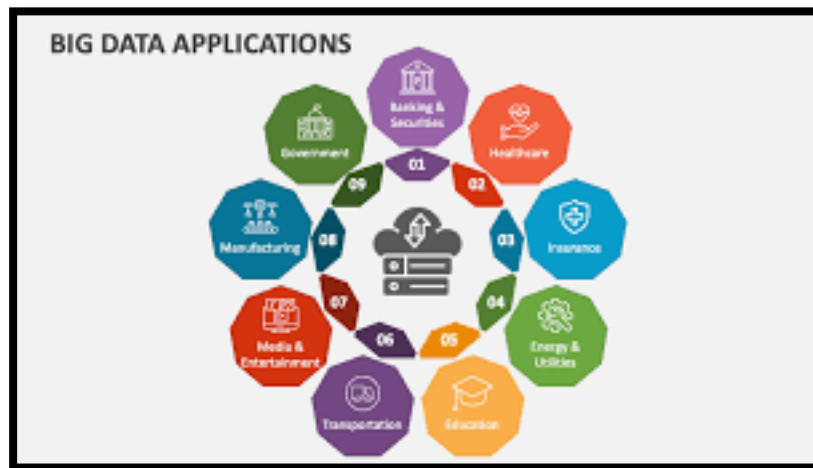 BIG DATA APPLICATIONS
01
Banking &
Securities
02
Healthcare
03
Insurance
04
Energy &
Utilities
05
Education
06
Transportation
07
Media &
Entertainment
08
Manufacturing
09
Government